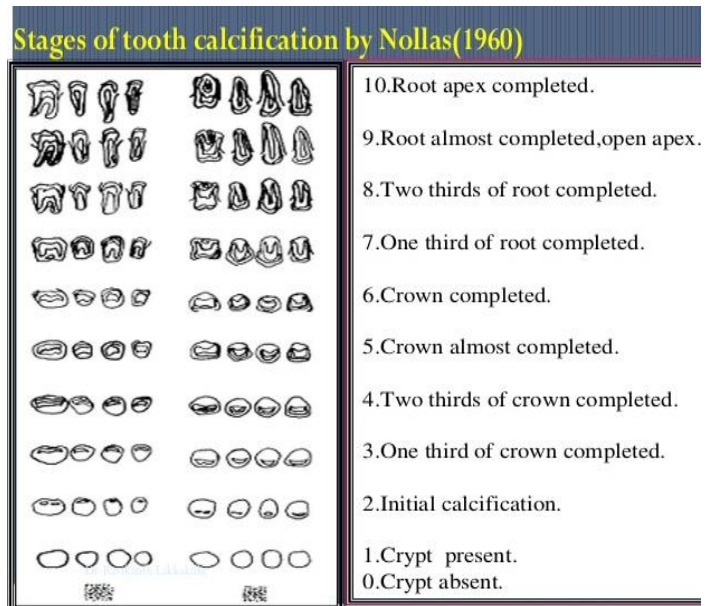 Stages of tooth calcification by Nollas(1960)
10.Root apex completed.
9.Root almost completed,open apex.
8.Two thirds of root completed.
7.One third of root completed.
6.Crown completed.
5.Crown almost completed.
4.Two thirds of crown completed.
3.One third of crown completed.
2.Initial calcification.
1.Crypt present.
0.Crypt absent.